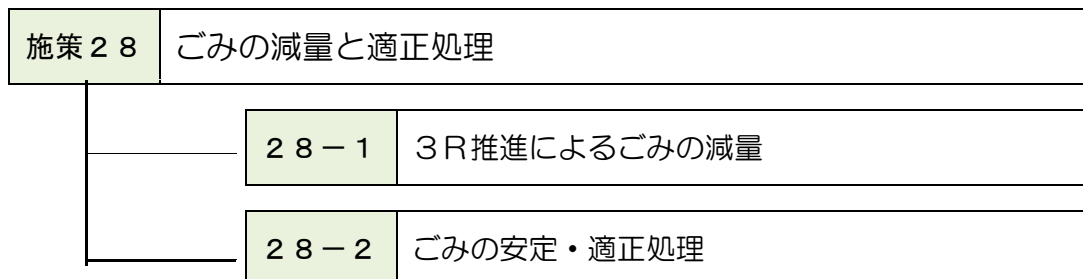 施策２８ ごみの減量と適正処理
２８－１ ３Ｒ推進によるごみの減量
２８－２ ごみの安定・適正処理